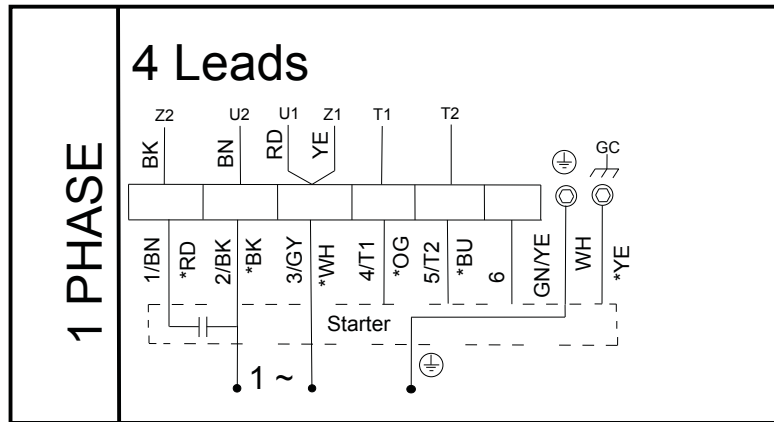 1 PHASE
4 Leads
Z2 U2 U1 Z1 T1 T2
GC
BK BN RD YE
1/BN *RD 2/BK *BK 3/GY *WH 4/T1 *OG 5/T2 *BU 6 GN/YE WH *YE
Starter
1 ~